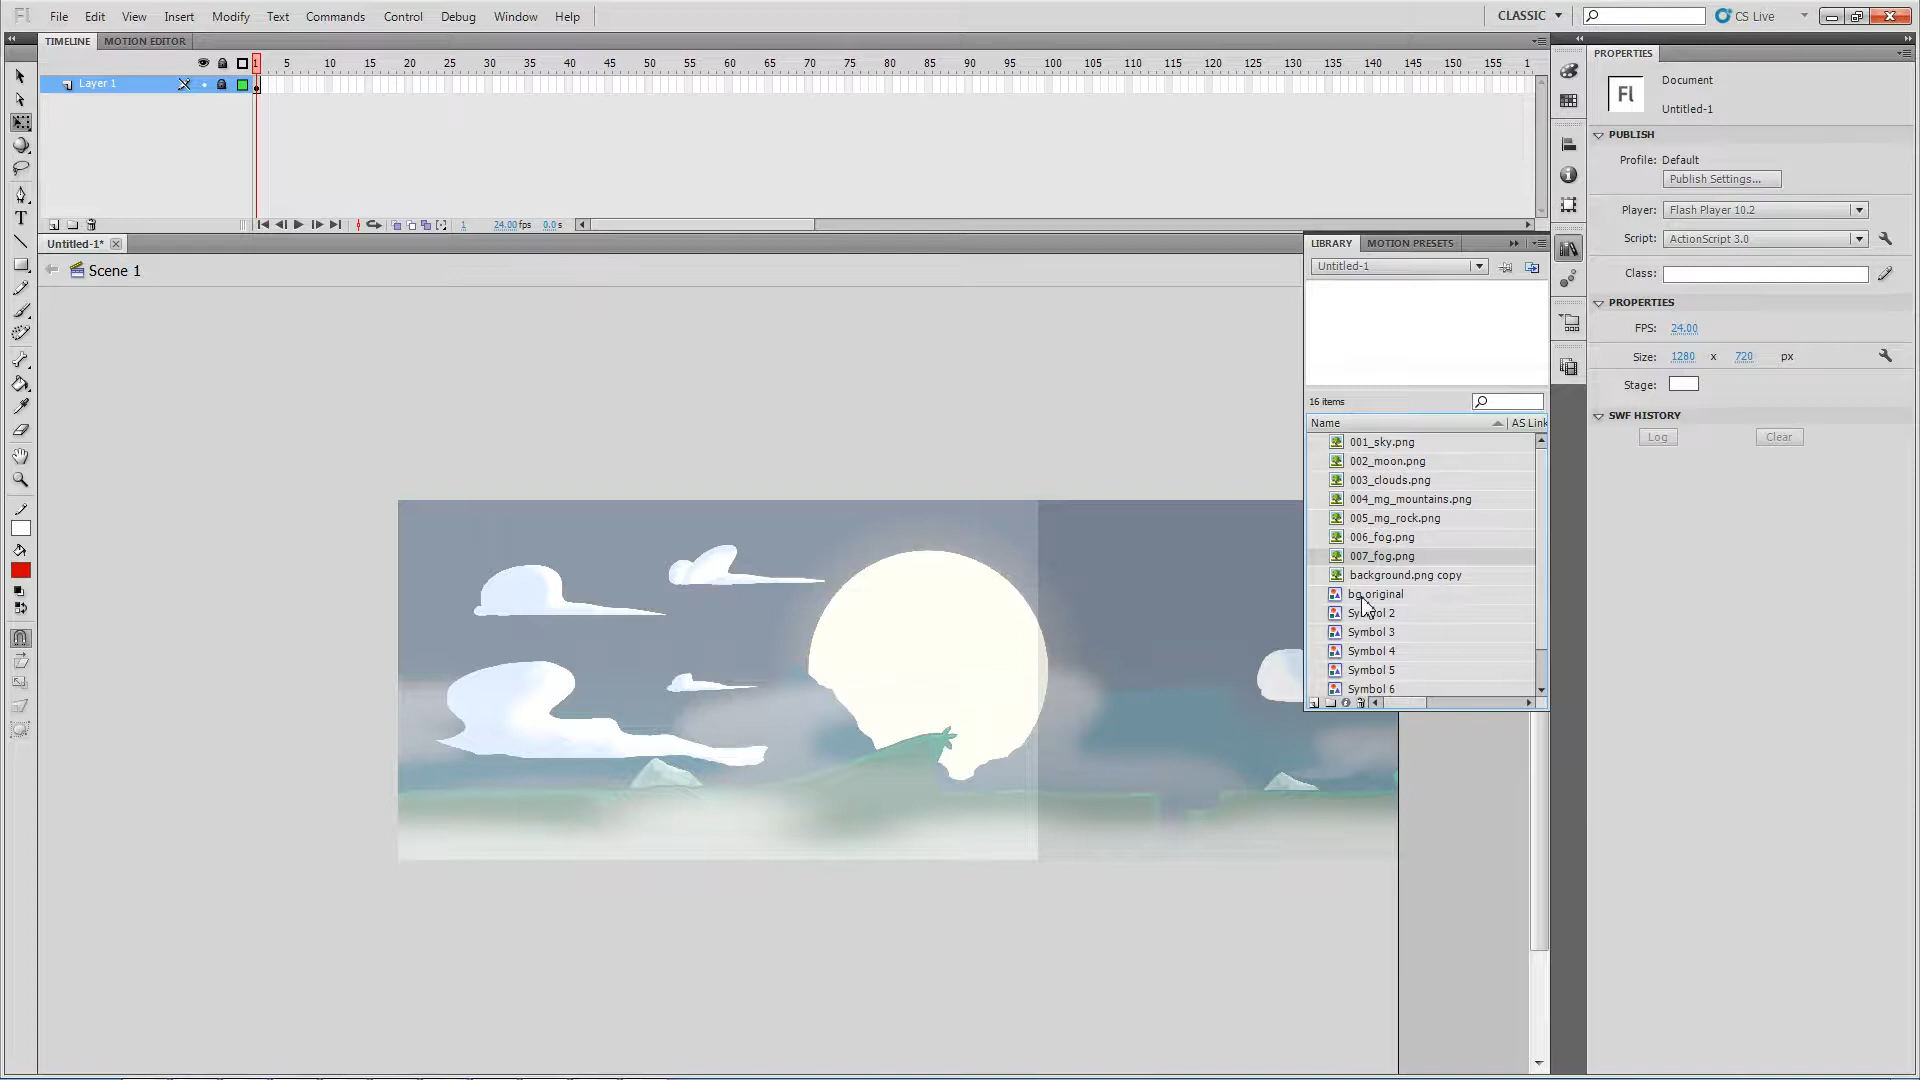 Fl File Edit View Insert Modify Text Commands Control Debug Window Help CLASSIC CS Live
TIMELINE MOTION EDITOR
1 5 10 15 20 25 30 35 40 45 50 55 60 65 70 75 80 85 90 95 100 105 110 115 120 125 130 135 140 145 150 155 1
Layer 1
1 24.00fps 0.0s
Untitled-1*
Scene 1
LIBRARY MOTION PRESETS
Untitled-1
16 items
Name AS Link
001_sky.png
002_moon.png
003_clouds.png
004_mg_mountains.png
005_mg_rock.png
006_fog.png
007_fog.png
background.png copy
bg original
Symbol 2
Symbol 3
Symbol 4
Symbol 5
Symbol 6
PROPERTIES
Fl
Document
Untitled-1
PUBLISH
Profile: Default
Publish Settings...
Player: Flash Player 10.2
Script: ActionScript 3.0
Class:
PROPERTIES
FPS: 24.00
Size: 1280 x 720 px
Stage:
SWF HISTORY
Log Clear